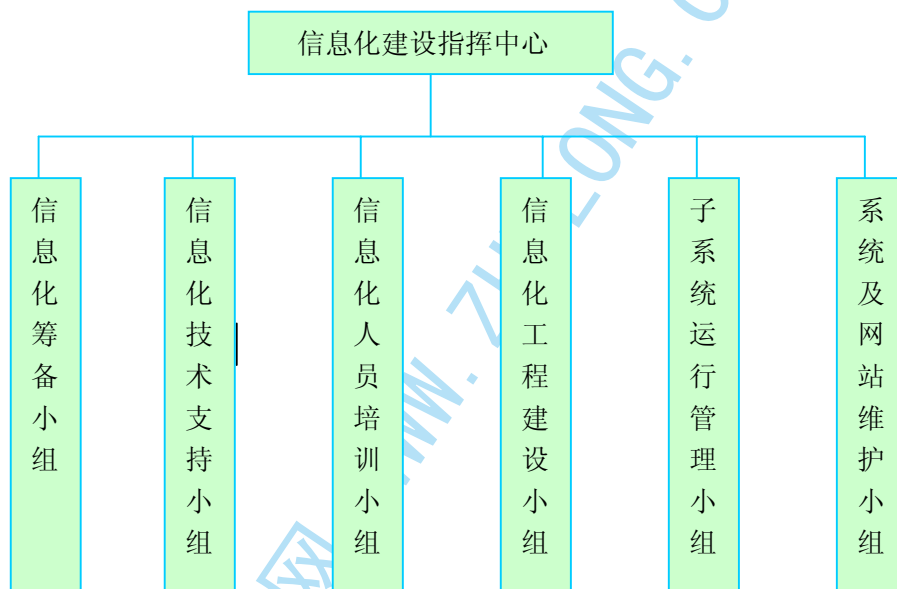 信息化建设指挥中心
信息化筹备小组
信息化技术支持小组
信息化人员培训小组
信息化工程建设小组
子系统运行管理小组
系统及网站维护小组